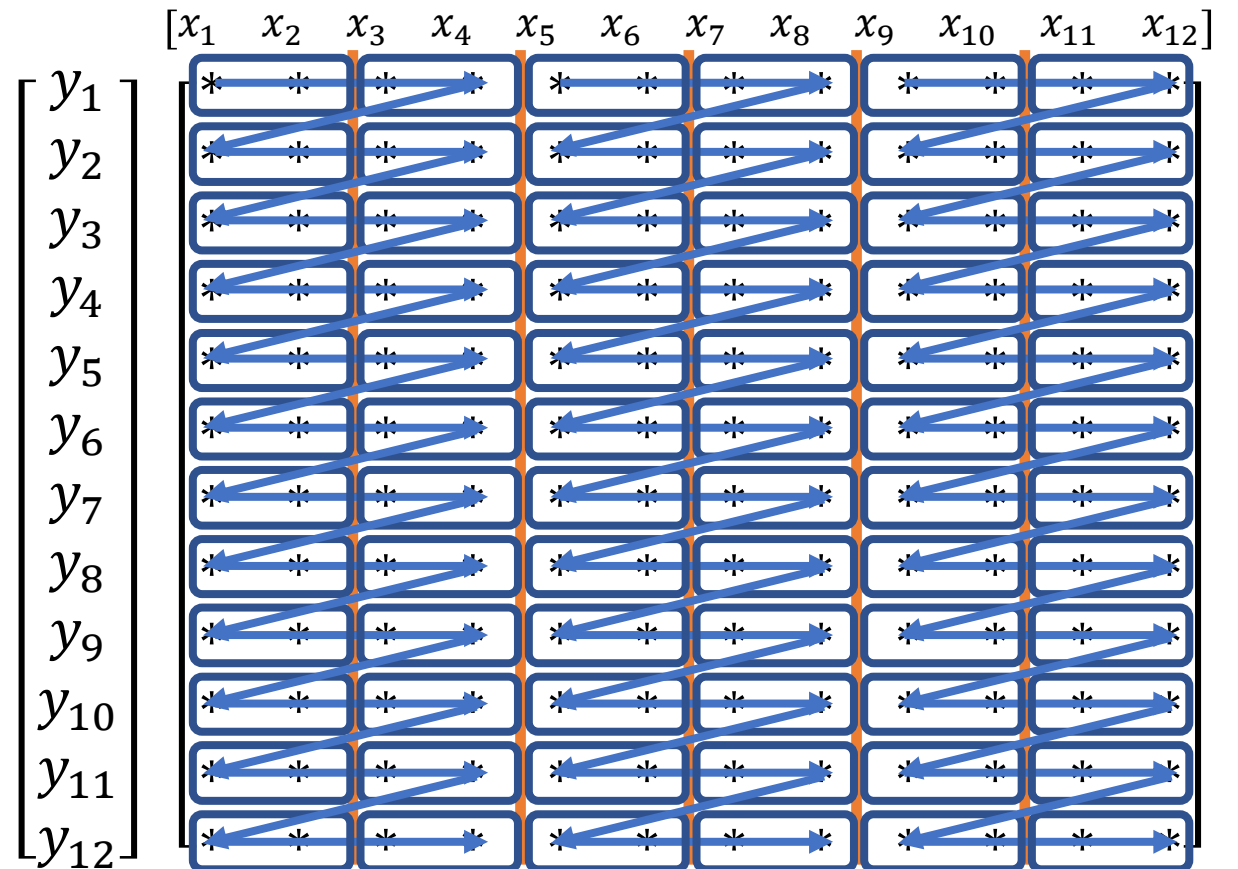 [x₁ x₂ x₃ x₄ x₅ x₆ x₇ x₈ x₉ x₁₀ x₁₁ x₁₂]
y₁ * * * * * * * * * * * *
y₂ * * * * * * * * * * * *
y₃ * * * * * * * * * * * *
y₄ * * * * * * * * * * * *
y₅ * * * * * * * * * * * *
y₆ * * * * * * * * * * * *
y₇ * * * * * * * * * * * *
y₈ * * * * * * * * * * * *
y₉ * * * * * * * * * * * *
y₁₀ * * * * * * * * * * * *
y₁₁ * * * * * * * * * * * *
y₁₂ * * * * * * * * * * * *